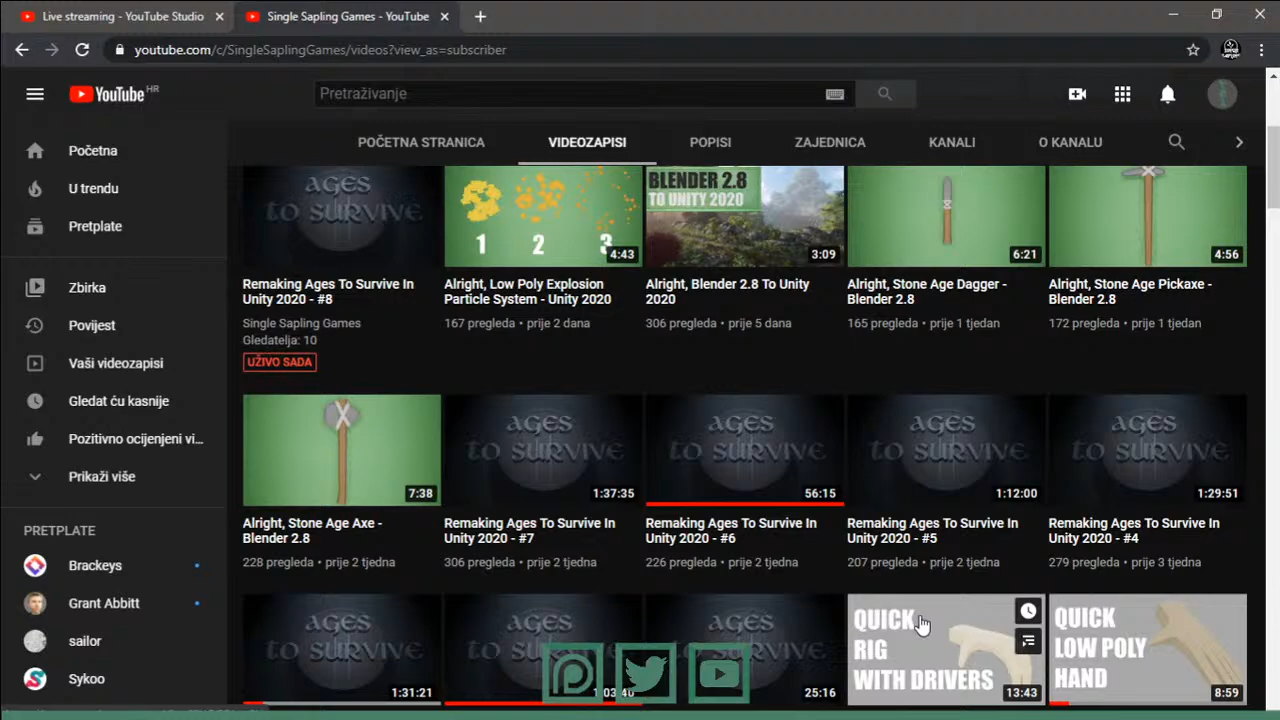 Live streaming - YouTube Studio
Single Sapling Games - YouTube
youtube.com/c/SingleSaplingGames/videos?view_as=subscriber
YouTube HR
Pretraživanje
Početna
U trendu
Pretplate
Zbirka
Povijest
Vaši videozapisi
Gledat ću kasnije
Pozitivno ocijenjeni vi...
Prikaži više
PRETPLATE
Brackeys
Grant Abbitt
sailor
Sykoo
POČETNA STRANICA
VIDEOZAPISI
POPISI
ZAJEDNICA
KANALI
O KANALU
AGES
TO SURVIVE
Remaking Ages To Survive In
Unity 2020 - #8
Single Sapling Games
Gledatelja: 10
UŽIVO SADA
1 2 3
4:43
Alright, Low Poly Explosion
Particle System - Unity 2020
167 pregleda • prije 2 dana
BLENDER 2.8
TO UNITY 2020
3:09
Alright, Blender 2.8 To Unity
2020
306 pregleda • prije 5 dana
6:21
Alright, Stone Age Dagger -
Blender 2.8
165 pregleda • prije 1 tjedan
4:56
Alright, Stone Age Pickaxe -
Blender 2.8
172 pregleda • prije 1 tjedan
7:38
Alright, Stone Age Axe -
Blender 2.8
228 pregleda • prije 2 tjedna
AGES
TO SURVIVE
1:37:35
Remaking Ages To Survive In
Unity 2020 - #7
306 pregleda • prije 2 tjedna
AGES
TO SURVIVE
56:15
Remaking Ages To Survive In
Unity 2020 - #6
226 pregleda • prije 2 tjedna
AGES
TO SURVIVE
1:12:00
Remaking Ages To Survive In
Unity 2020 - #5
207 pregleda • prije 2 tjedna
AGES
TO SURVIVE
1:29:51
Remaking Ages To Survive In
Unity 2020 - #4
279 pregleda • prije 3 tjedna
AGES
TO SURVIVE
1:31:21
AGES
TO SURVIVE
1:03:40
AGES
TO SURVIVE
25:16
QUICK
RIG
WITH DRIVERS
13:43
QUICK
LOW POLY
HAND
8:59